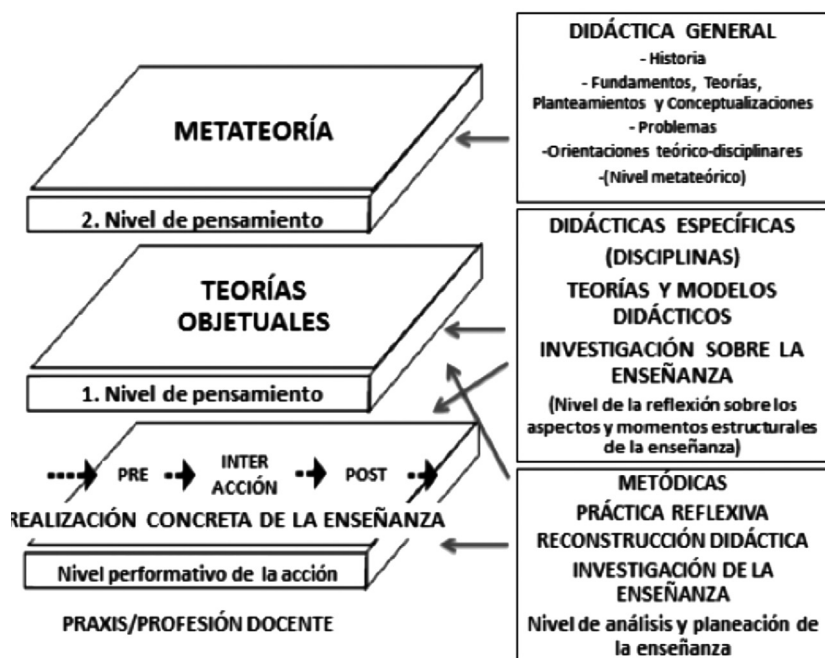 METATEORÍA
2. Nivel de pensamiento
TEORÍAS
OBJETUALES
1. Nivel de pensamiento
PRE
INTER
ACCIÓN
POST
REALIZACIÓN CONCRETA DE LA ENSEÑANZA
Nivel performativo de la acción
PRAXIS/PROFESIÓN DOCENTE
DIDÁCTICA GENERAL
- Historia
- Fundamentos, Teorías,
Planteamientos y Conceptualizaciones
- Problemas
-Orientaciones teórico-disciplinares
-(Nivel metateórico)
DIDÁCTICAS ESPECÍFICAS
(DISCIPLINAS)
TEORÍAS Y MODELOS
DIDÁCTICOS
INVESTIGACIÓN SOBRE LA
ENSEÑANZA
(Nivel de la reflexión sobre los
aspectos y momentos estructurales
de la enseñanza)
METÓDICAS
PRÁCTICA REFLEXIVA
RECONSTRUCCIÓN DIDÁCTICA
INVESTIGACIÓN DE LA
ENSEÑANZA
Nivel de análisis y planeación de
la enseñanza